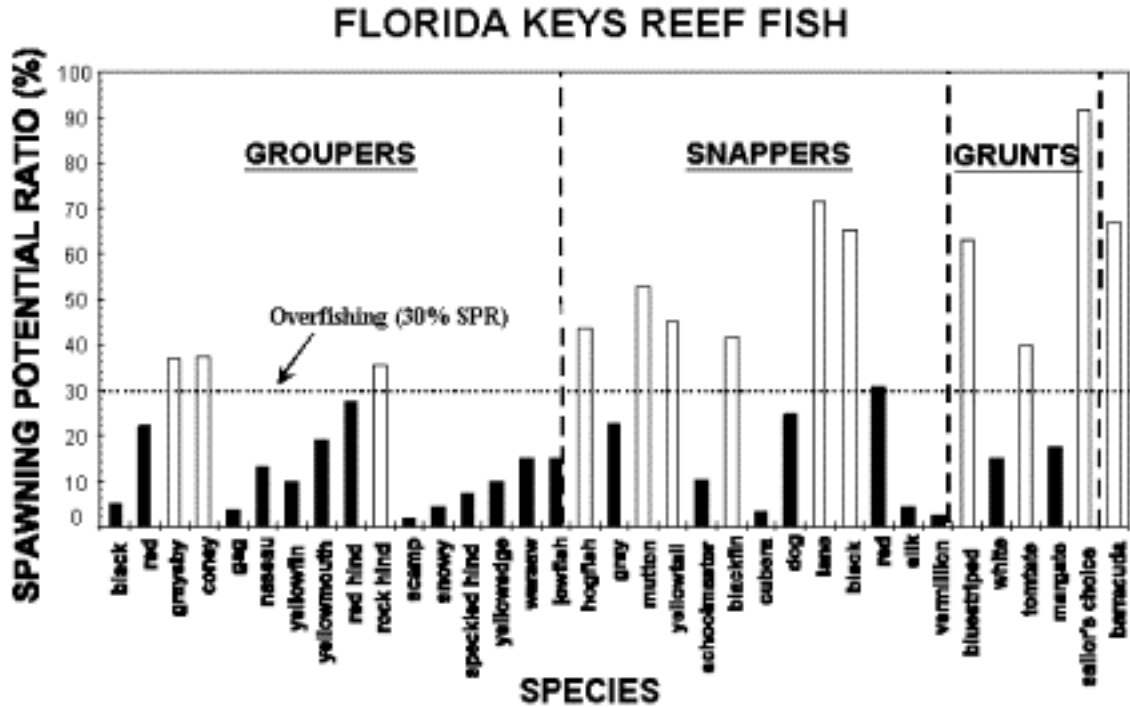 FLORIDA KEYS REEF FISH
SPAWNING POTENTIAL RATIO (%)
100
90
80
70
60
50
40
30
20
10
0
GROUPERS
SNAPPERS
GRUNTS
Overfishing (30% SPR)
black
red
graysby
coney
gag
nassau
yellowfin
yellowmouth
red hind
rock hind
scamp
snowy
speckled hind
yellowedge
warsaw
jewfish
hogfish
gray
mutton
yellowtail
schoolmaster
blackfin
cubera
dog
lane
black
red
silk
vermillion
bluestriped
white
tomtate
margate
sailor's choice
barracuda
SPECIES